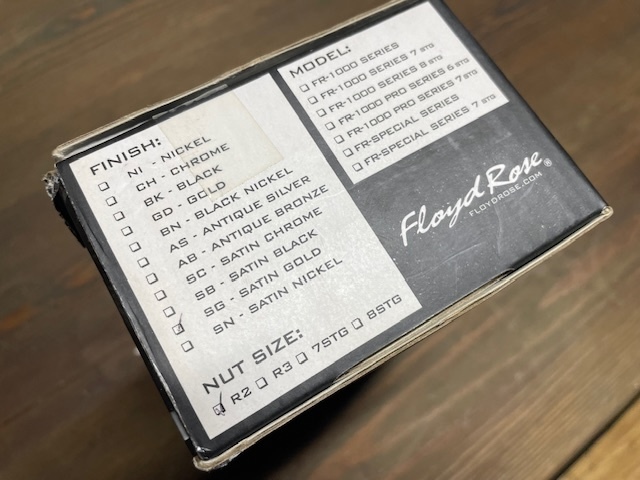 FINISH:
NI - NICKEL
CH - CHROME
BK - BLACK
GD - GOLD
BN - BLACK NICKEL
AS - ANTIQUE SILVER
AB - ANTIQUE BRONZE
SC - SATIN CHROME
SB - SATIN BLACK
SG - SATIN GOLD
SN - SATIN NICKEL
NUT SIZE:
R2 R3 7STG 8STG
MODEL:
FR-1000 SERIES
FR-1000 SERIES 7 STG
FR-1000 SERIES 8 STG
FR-1000 PRO SERIES 6 STG
FR-1000 PRO SERIES 7 STG
FR-SPECIAL SERIES
FR-SPECIAL SERIES 7 STG
Floyd Rose®
FLOYDROSE.COM